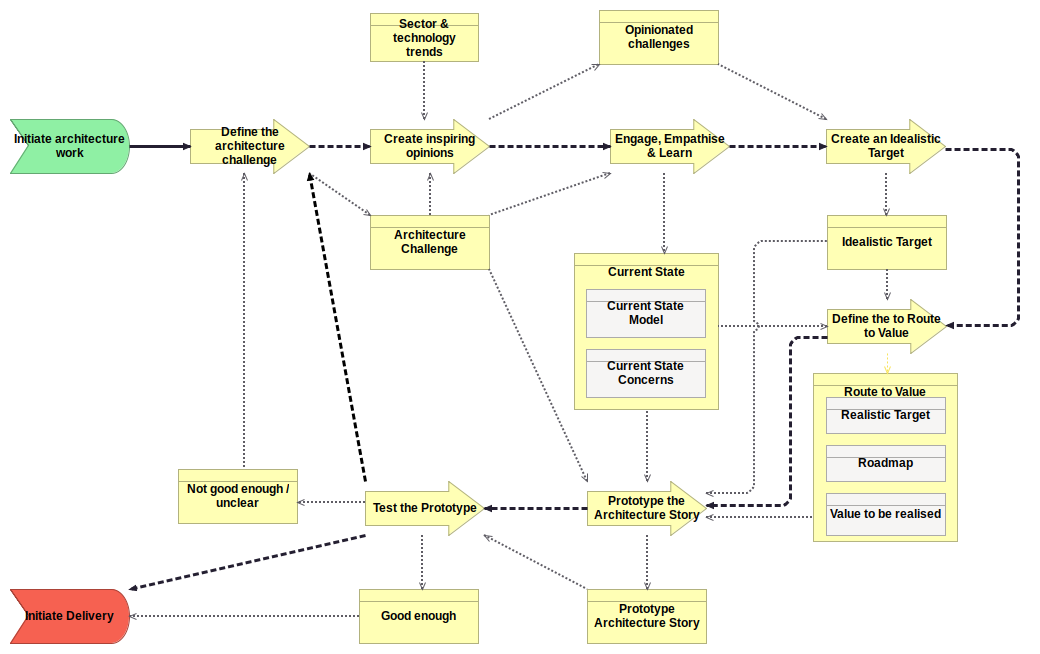 Sector &
technology
trends
Opinionated
challenges
Initiate architecture
work
Define the
architecture
challenge
Create inspiring
opinions
Engage, Empathise
& Learn
Create an Idealistic
Target
Architecture
Challenge
Idealistic Target
Current State
Current State
Model
Current State
Concerns
Define the to Route
to Value
Route to Value
Realistic Target
Roadmap
Value to be realised
Not good enough /
unclear
Test the Prototype
Prototype the
Architecture Story
Initiate Delivery
Good enough
Prototype
Architecture Story